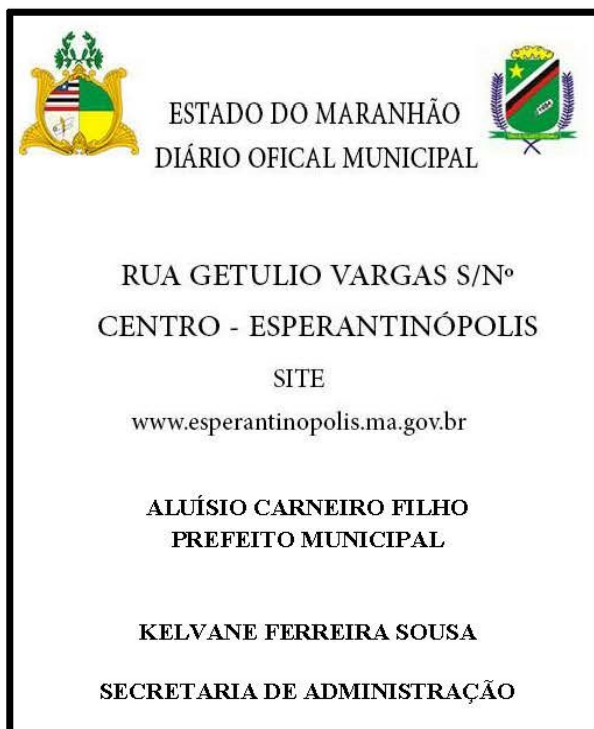 ESTADO DO MARANHÃO
DIÁRIO OFICAL MUNICIPAL
RUA GETULIO VARGAS S/Nº
CENTRO - ESPERANTINÓPOLIS
SITE
www.esperantinopolis.ma.gov.br
ALUÍSIO CARNEIRO FILHO
PREFEITO MUNICIPAL
KELVANE FERREIRA SOUSA
SECRETARIA DE ADMINISTRAÇÃO